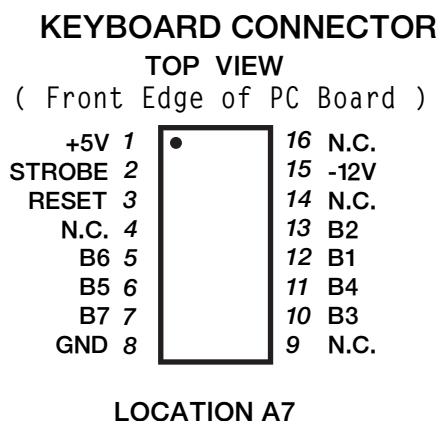 KEYBOARD CONNECTOR
TOP VIEW
( Front Edge of PC Board )
+5V 1 16 N.C.
STROBE 2 15 -12V
RESET 3 14 N.C.
N.C. 4 13 B2
B6 5 12 B1
B5 6 11 B4
B7 7 10 B3
GND 8 9 N.C.
LOCATION A7